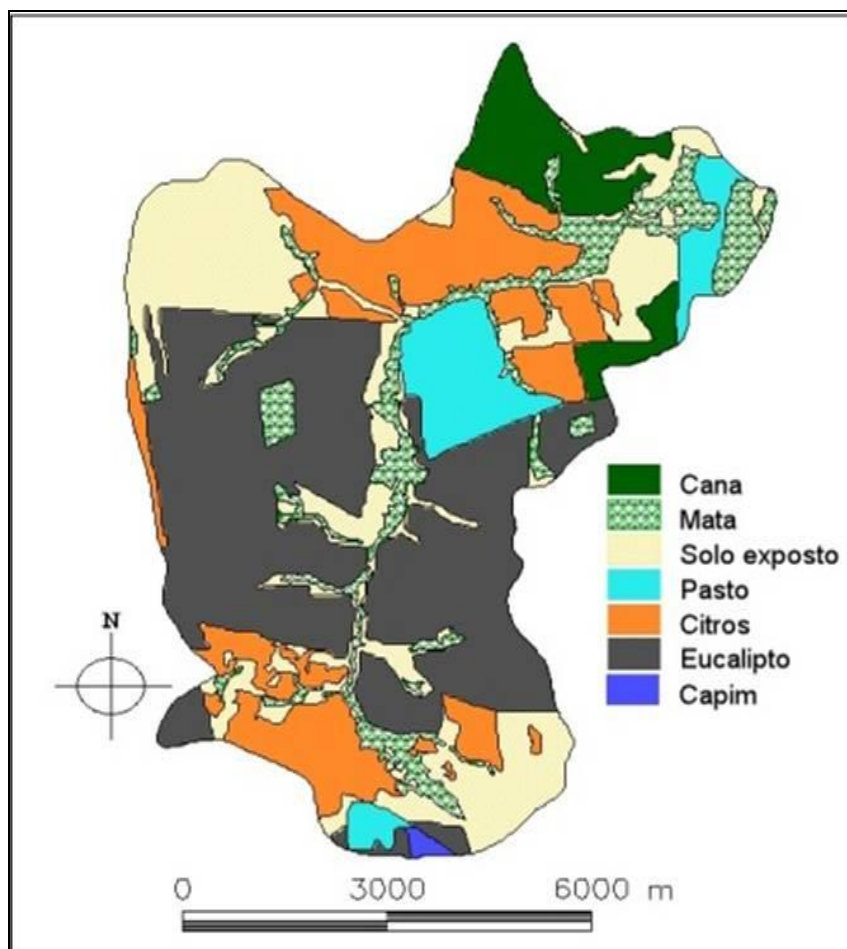 Cana
Mata
Solo exposto
Pasto
Citros
Eucalipto
Capim
N
0 3000 6000 m